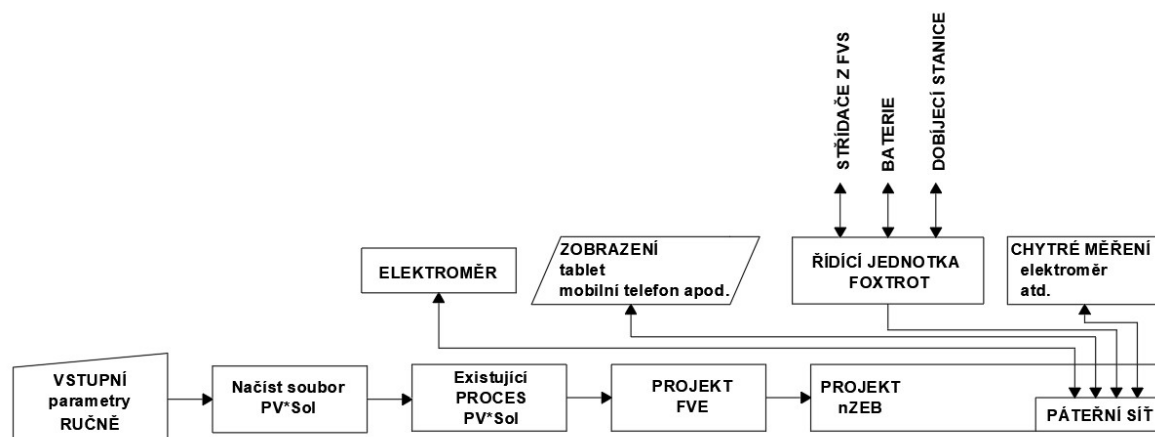 STŘÍDAČE Z FVS
BATERIE
DOBÍJECÍ STANICE
ELEKTROMĚR
ZOBRAZENÍ
tablet
mobilní telefon apod.
ŘÍDÍCÍ JEDNOTKA
FOXTROT
CHYTRÉ MĚŘENÍ
elektroměr
atd.
VSTUPNÍ
parametry
RUČNĚ
Načíst soubor
PV*Sol
Existující
PROCES
PV*Sol
PROJEKT
FVE
PROJEKT
nZEB
PÁTEŘNÍ SÍŤ